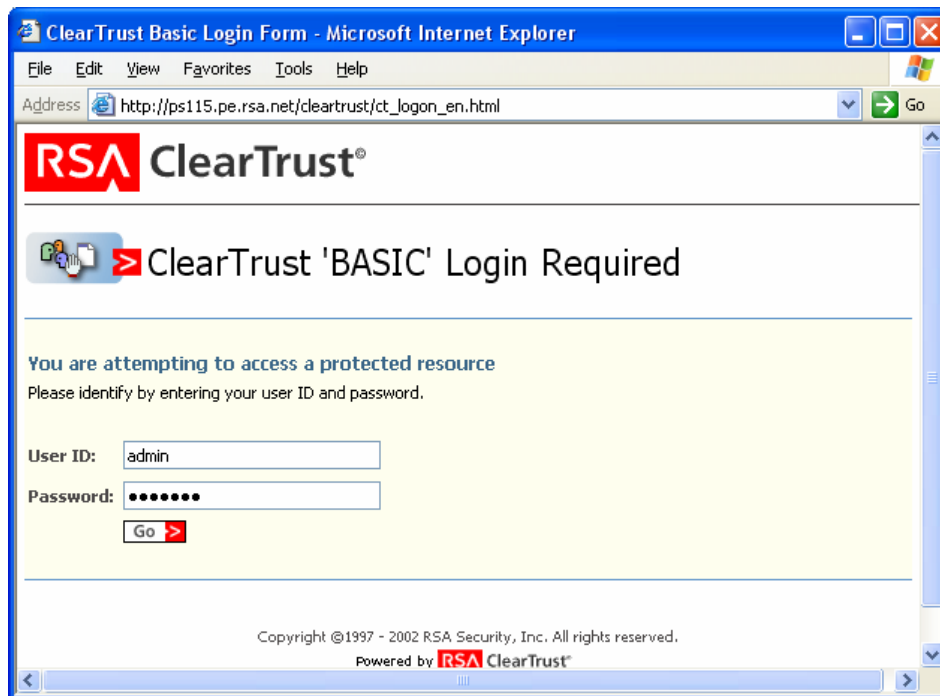 ClearTrust Basic Login Form - Microsoft Internet Explorer
File Edit View Favorites Tools Help
Address http://ps115.pe.rsa.net/cleartrust/ct_logon_en.html Go
RSA ClearTrust©
> ClearTrust 'BASIC' Login Required
You are attempting to access a protected resource
Please identify by entering your user ID and password.
User ID: admin
Password: •••••••
Go >
Copyright ©1997 - 2002 RSA Security, Inc. All rights reserved.
Powered by RSA ClearTrust